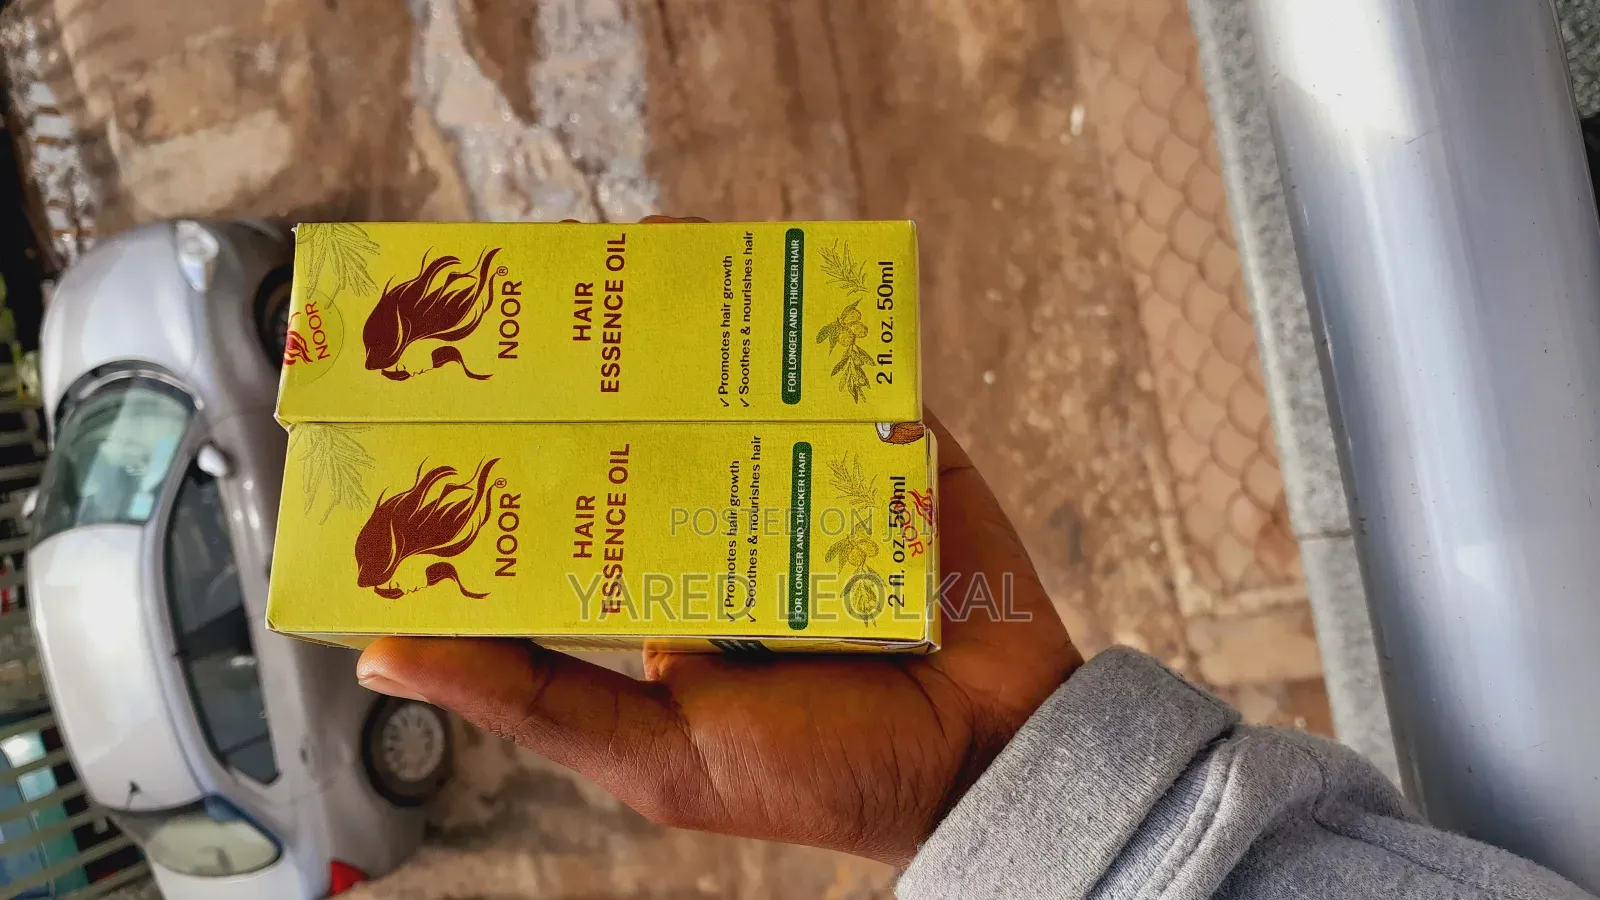 NOOR
NOOR®
HAIR
ESSENCE OIL
✓ Promotes hair growth
✓ Soothes & nourishes hair
FOR LONGER AND THICKER HAIR
2 fl. oz. 50ml
NOOR®
HAIR
ESSENCE OIL
✓ Promotes hair growth
✓ Soothes & nourishes hair
FOR LONGER AND THICKER HAIR
2 fl. oz. 50ml
NOOR
POSTED ON
YARED LEOLKAL